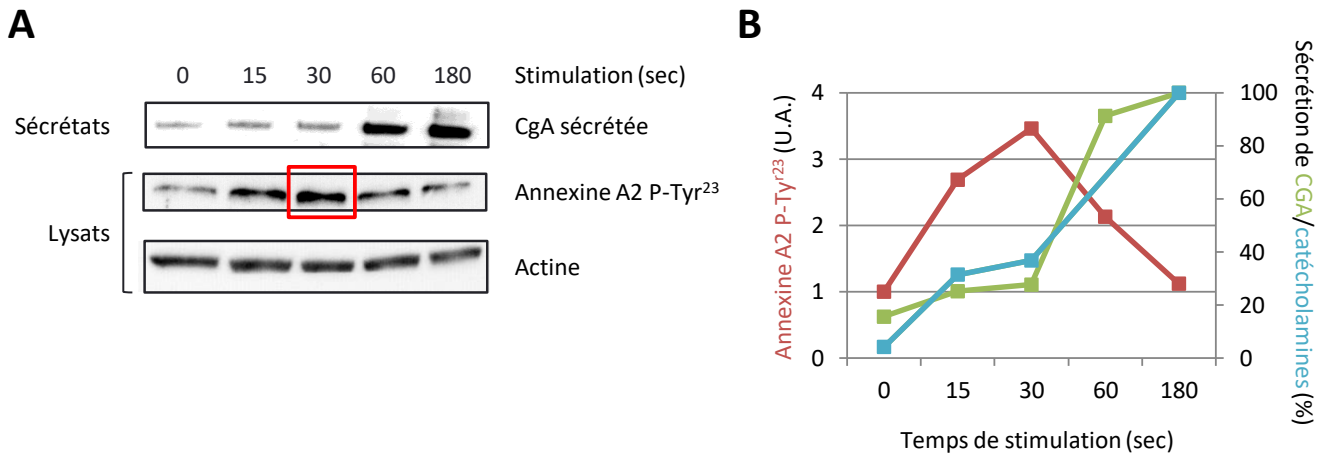 A
0 15 30 60 180 Stimulation (sec)
Sécrétats CgA sécrétée
Annexine A2 P-Tyr²³
Lysats
Actine
B
Annexine A2 P-Tyr²³ (U.A.)
4
3
2
1
0
0 15 30 60 180
Temps de stimulation (sec)
100
80
60
40
20
0
Sécrétion de CGA/catécholamines (%)